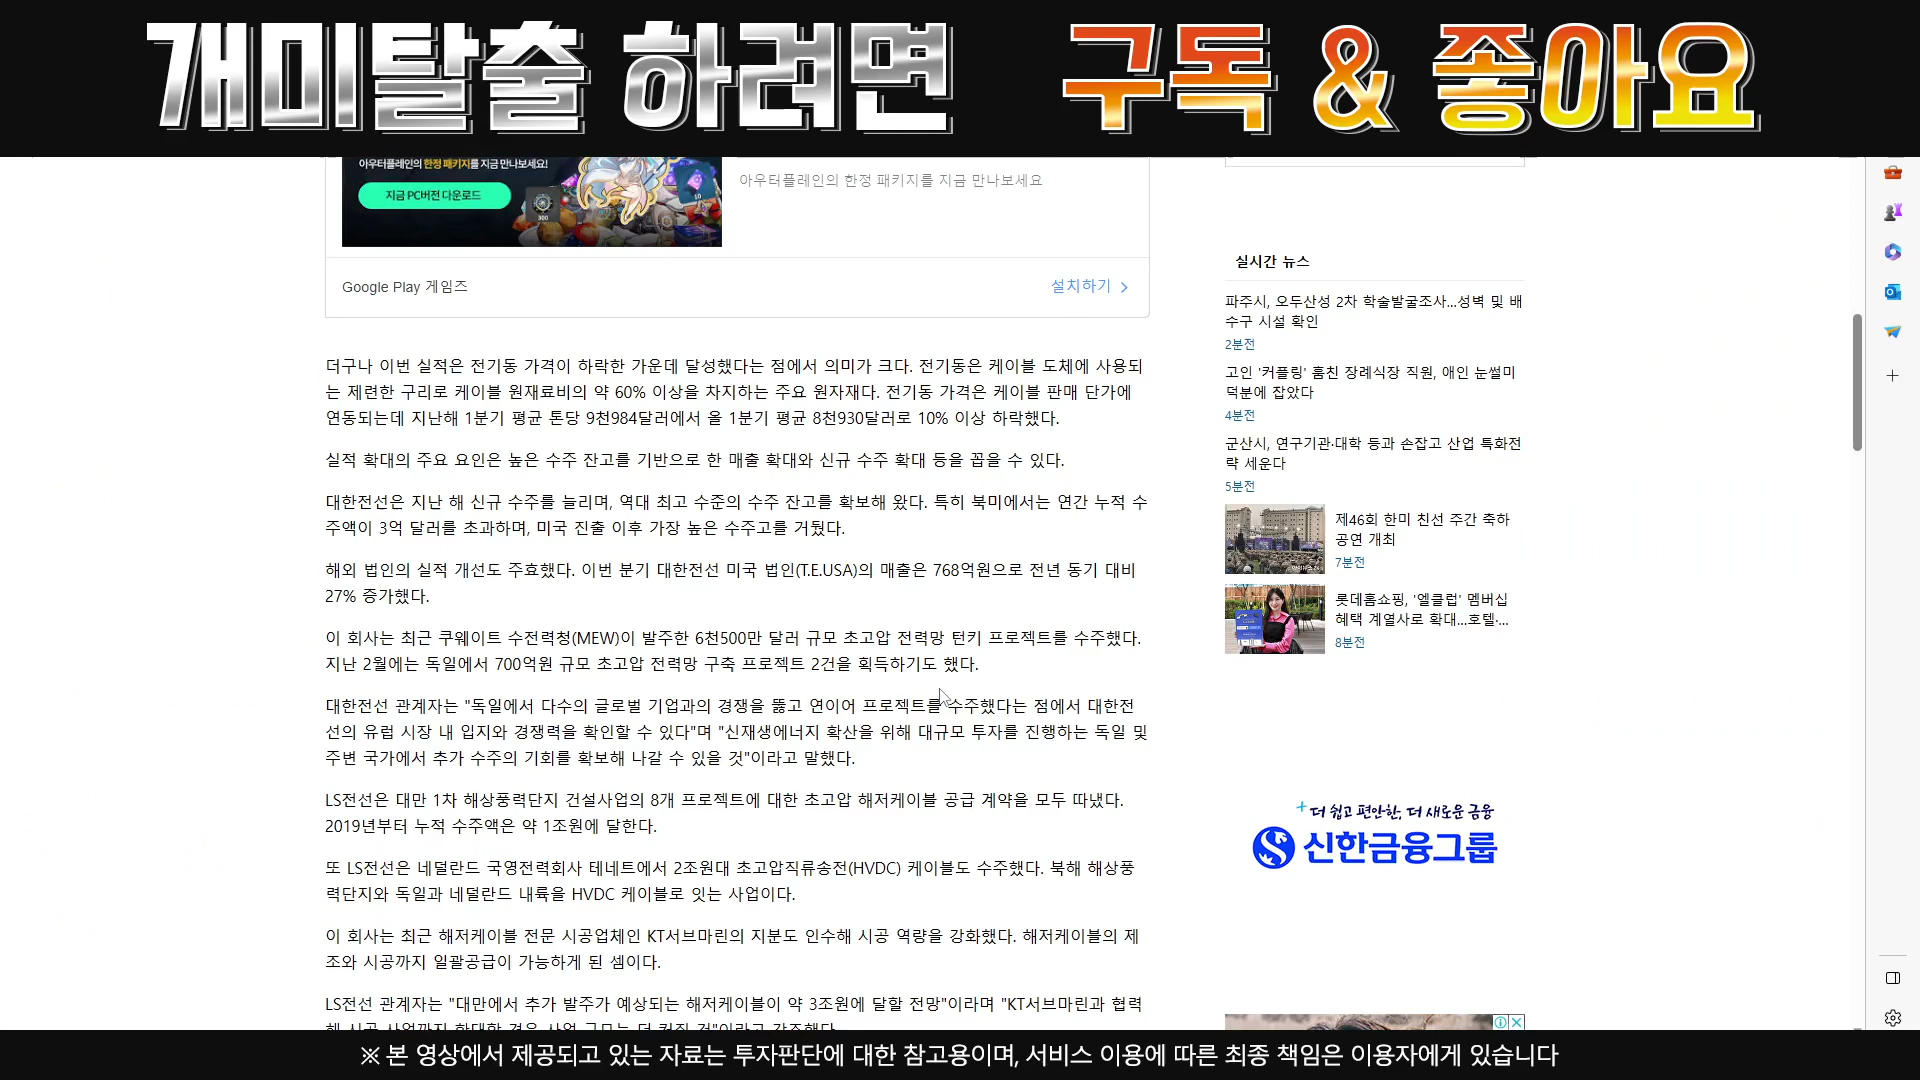 개미탈출 하려면 구독 & 좋아요
아우터플레인의 한정 패키지를 지금 만나보세요!
지금 PC버전 다운로드
300
10
아우터플레인의 한정 패키지를 지금 만나보세요
Google Play 게임즈
설치하기
더구나 이번 실적은 전기동 가격이 하락한 가운데 달성했다는 점에서 의미가 크다. 전기동은 케이블 도체에 사용되
는 제련한 구리로 케이블 원재료비의 약 60% 이상을 차지하는 주요 원자재다. 전기동 가격은 케이블 판매 단가에
연동되는데 지난해 1분기 평균 톤당 9천984달러에서 올 1분기 평균 8천930달러로 10% 이상 하락했다.
실적 확대의 주요 요인은 높은 수주 잔고를 기반으로 한 매출 확대와 신규 수주 확대 등을 꼽을 수 있다.
대한전선은 지난 해 신규 수주를 늘리며, 역대 최고 수준의 수주 잔고를 확보해 왔다. 특히 북미에서는 연간 누적 수
주액이 3억 달러를 초과하며, 미국 진출 이후 가장 높은 수주고를 거뒀다.
해외 법인의 실적 개선도 주효했다. 이번 분기 대한전선 미국 법인(T.E.USA)의 매출은 768억원으로 전년 동기 대비
27% 증가했다.
이 회사는 최근 쿠웨이트 수전력청(MEW)이 발주한 6천500만 달러 규모 초고압 전력망 턴키 프로젝트를 수주했다.
지난 2월에는 독일에서 700억원 규모 초고압 전력망 구축 프로젝트 2건을 획득하기도 했다.
대한전선 관계자는 "독일에서 다수의 글로벌 기업과의 경쟁을 뚫고 연이어 프로젝트를 수주했다는 점에서 대한전
선의 유럽 시장 내 입지와 경쟁력을 확인할 수 있다"며 "신재생에너지 확산을 위해 대규모 투자를 진행하는 독일 및
주변 국가에서 추가 수주의 기회를 확보해 나갈 수 있을 것"이라고 말했다.
LS전선은 대만 1차 해상풍력단지 건설사업의 8개 프로젝트에 대한 초고압 해저케이블 공급 계약을 모두 따냈다.
2019년부터 누적 수주액은 약 1조원에 달한다.
또 LS전선은 네덜란드 국영전력회사 테네트에서 2조원대 초고압직류송전(HVDC) 케이블도 수주했다. 북해 해상풍
력단지와 독일과 네덜란드 내륙을 HVDC 케이블로 잇는 사업이다.
이 회사는 최근 해저케이블 전문 시공업체인 KT서브마린의 지분도 인수해 시공 역량을 강화했다. 해저케이블의 제
조와 시공까지 일괄공급이 가능하게 된 셈이다.
LS전선 관계자는 "대만에서 추가 발주가 예상되는 해저케이블이 약 3조원에 달할 전망"이라며 "KT서브마린과 협력
해 시공 사업까지 확대할 경우 사업 규모는 더 커질 것"이라고 강조했다.
실시간 뉴스
파주시, 오두산성 2차 학술발굴조사...성벽 및 배
수구 시설 확인
2분전
고인 '커플링' 훔친 장례식장 직원, 애인 눈썰미
덕분에 잡았다
4분전
군산시, 연구기관·대학 등과 손잡고 산업 특화전
략 세운다
5분전
제46회 한미 친선 주간 축하
공연 개최
7분전
롯데홈쇼핑, '엘클럽' 멤버십
혜택 계열사로 확대...호텔·...
8분전
더 쉽고 편안한, 더 새로운 금융
신한금융그룹
※ 본 영상에서 제공되고 있는 자료는 투자판단에 대한 참고용이며, 서비스 이용에 따른 최종 책임은 이용자에게 있습니다